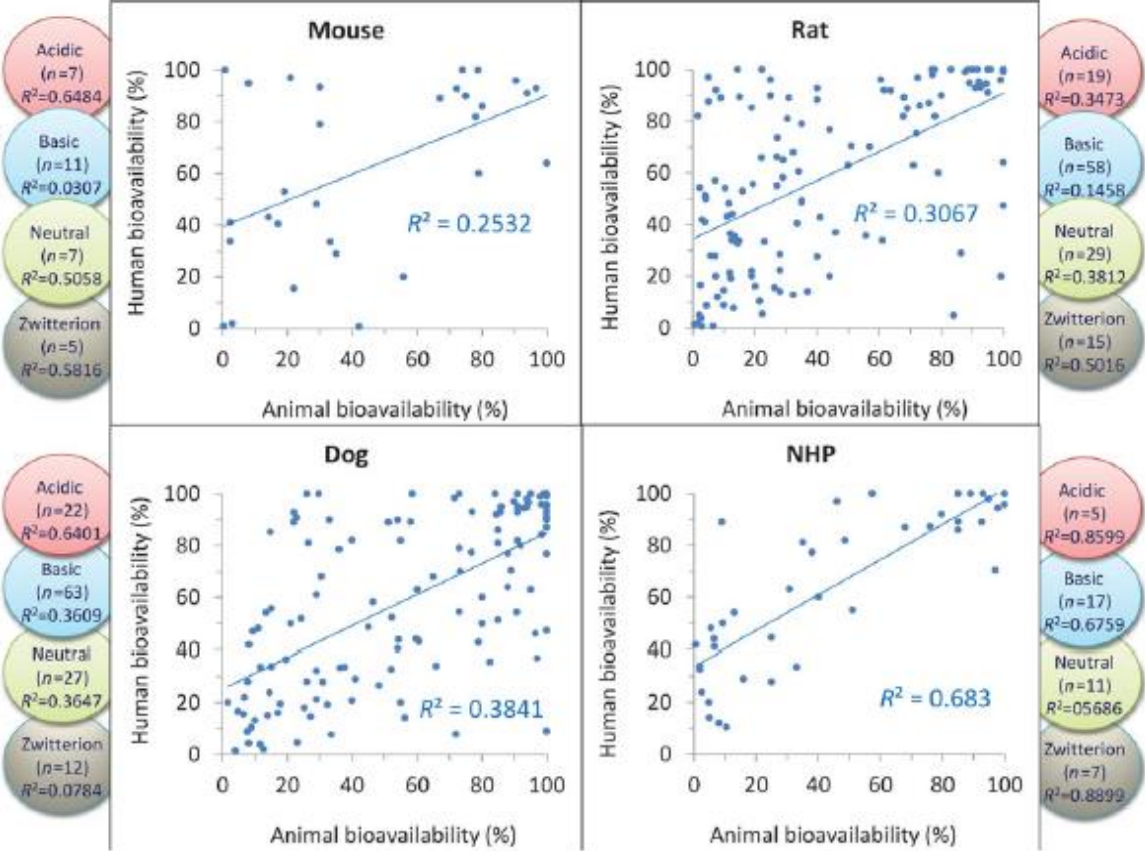 Mouse
Acidic
(n=7)
R²=0.6484
Basic
(n=11)
R²=0.0307
Neutral
(n=7)
R²=0.5058
Zwitterion
(n=5)
R²=0.5816
Human bioavailability (%)
100
80
60
40
20
0
R² = 0.2532
0 20 40 60 80 100
Animal bioavailability (%)
Rat
Human bioavailability (%)
100
80
60
40
20
0
R² = 0.3067
0 20 40 60 80 100
Animal bioavailability (%)
Acidic
(n=19)
R²=0.3473
Basic
(n=58)
R²=0.1458
Neutral
(n=29)
R²=0.3812
Zwitterion
(n=15)
R²=0.5016
Dog
Acidic
(n=22)
R²=0.6401
Basic
(n=63)
R²=0.3609
Neutral
(n=27)
R²=0.3647
Zwitterion
(n=12)
R²=0.0784
Human bioavailability (%)
100
80
60
40
20
0
R² = 0.3841
0 20 40 60 80 100
Animal bioavailability (%)
NHP
Human bioavailability (%)
100
80
60
40
20
0
R² = 0.683
0 20 40 60 80 100
Animal bioavailability (%)
Acidic
(n=5)
R²=0.8599
Basic
(n=17)
R²=0.6759
Neutral
(n=11)
R²=05686
Zwitterion
(n=7)
R²=0.8899